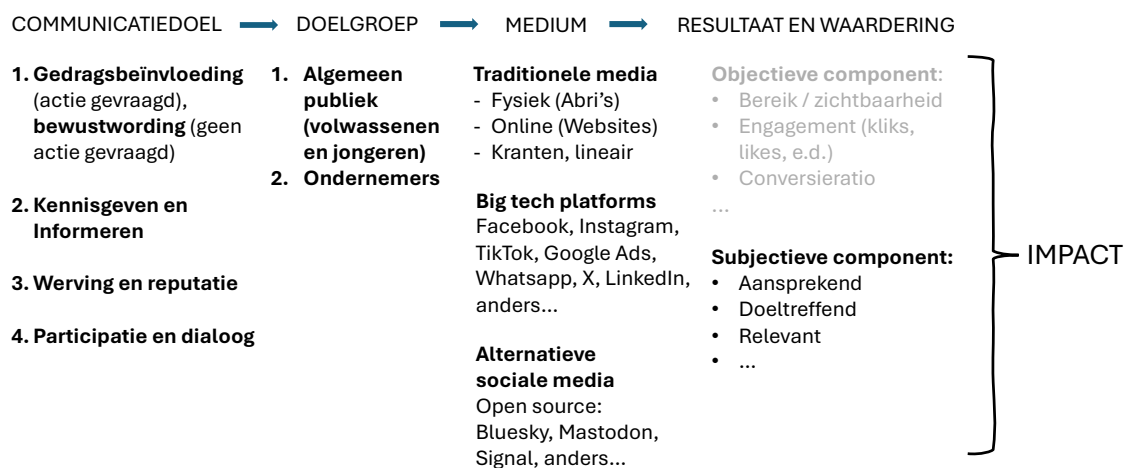 COMMUNICATIEDOEL DOELGROEP MEDIUM RESULTAAT EN WAARDERING
1. Gedragsbeïnvloeding
(actie gevraagd),
bewustwording (geen
actie gevraagd)
2. Kennisgeven en
Informeren
3. Werving en reputatie
4. Participatie en dialoog
1. Algemeen
publiek
(volwassenen
en jongeren)
2. Ondernemers
Traditionele media
- Fysiek (Abri’s)
- Online (Websites)
- Kranten, lineair
Big tech platforms
Facebook, Instagram,
TikTok, Google Ads,
Whatsapp, X, LinkedIn,
anders...
Alternatieve
sociale media
Open source:
Bluesky, Mastodon,
Signal, anders...
Objectieve component:
• Bereik / zichtbaarheid
• Engagement (kliks,
likes, e.d.)
• Conversieratio
...
Subjectieve component:
• Aansprekend
• Doeltreffend
• Relevant
• ...
IMPACT